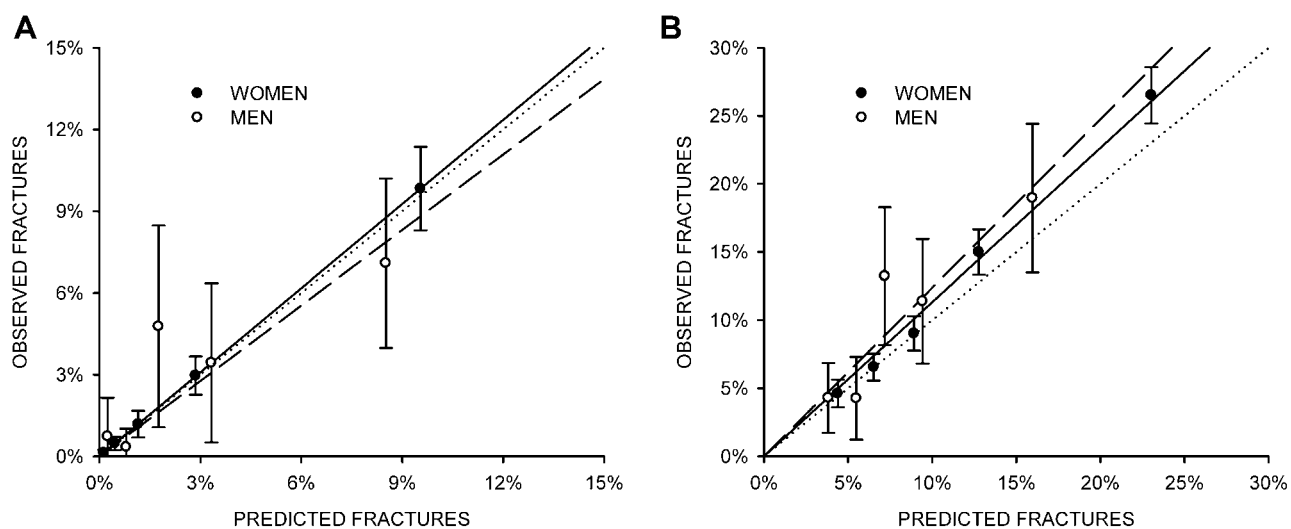 A
15%
12%
9%
6%
3%
0%
OBSERVED FRACTURES
WOMEN
MEN
0% 3% 6% 9% 12% 15%
PREDICTED FRACTURES
B
30%
25%
20%
15%
10%
5%
0%
OBSERVED FRACTURES
WOMEN
MEN
0% 5% 10% 15% 20% 25% 30%
PREDICTED FRACTURES